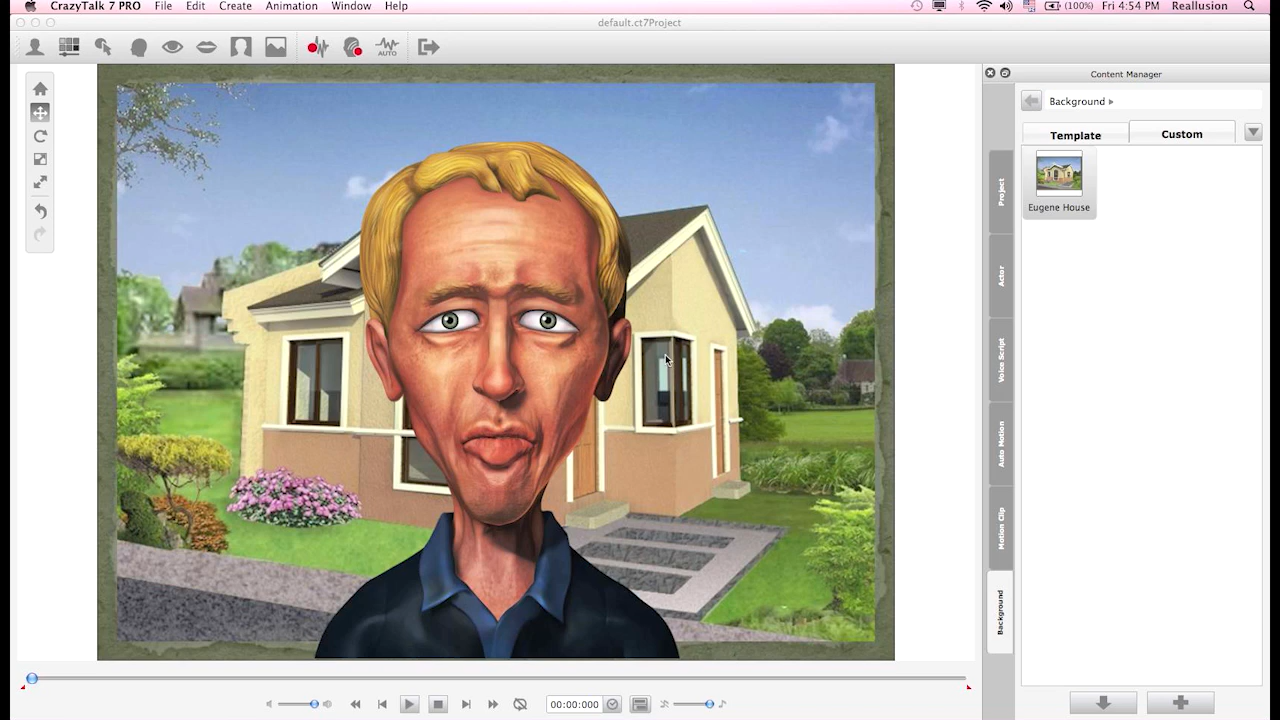 CrazyTalk 7 PRO File Edit Create Animation Window Help (100%) Fri 4:54 PM Reallusion
default.ct7Project
AUTO
Content Manager
Background
Template Custom
Eugene House
Project
Actor
Voice Script
Auto Motion
Motion Clip
Background
00:00:000